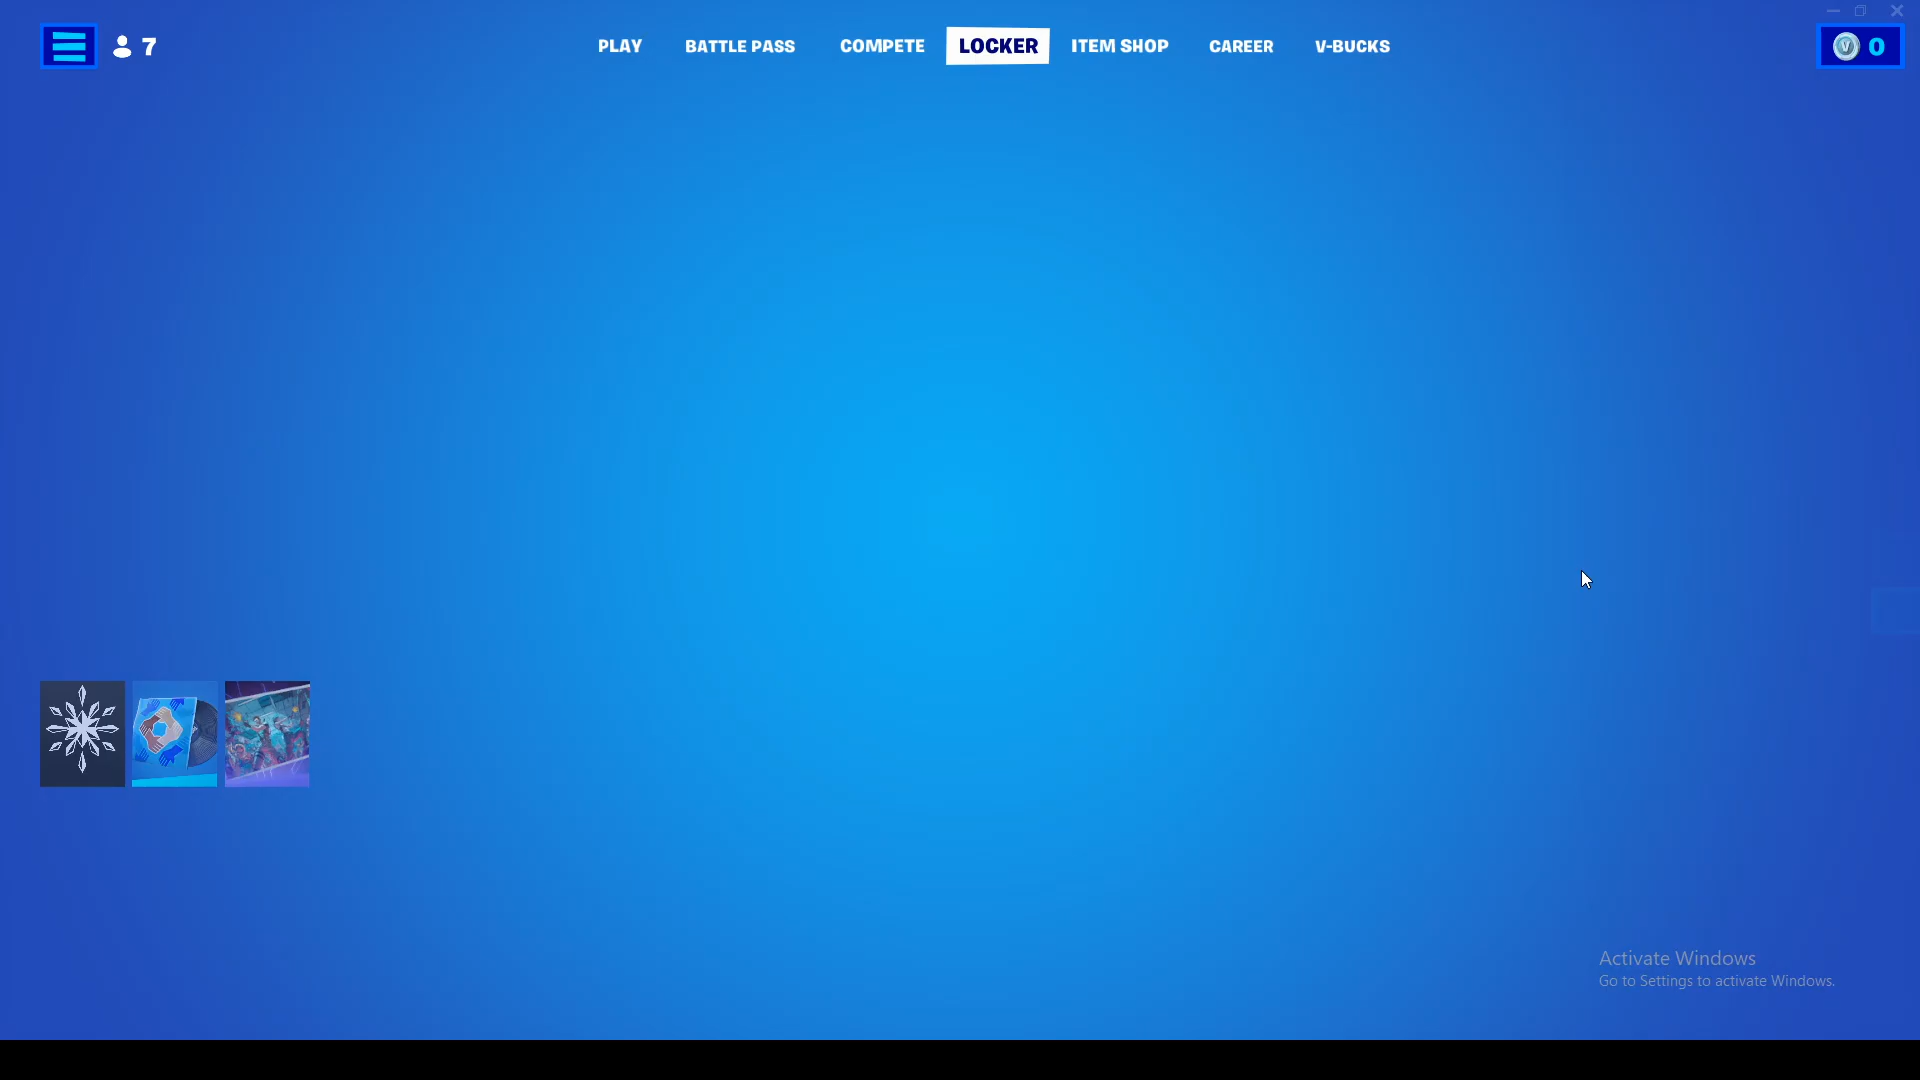 7
PLAY
BATTLE PASS
COMPETE
LOCKER
ITEM SHOP
CAREER
V-BUCKS
V
0
Activate Windows
Go to Settings to activate Windows.